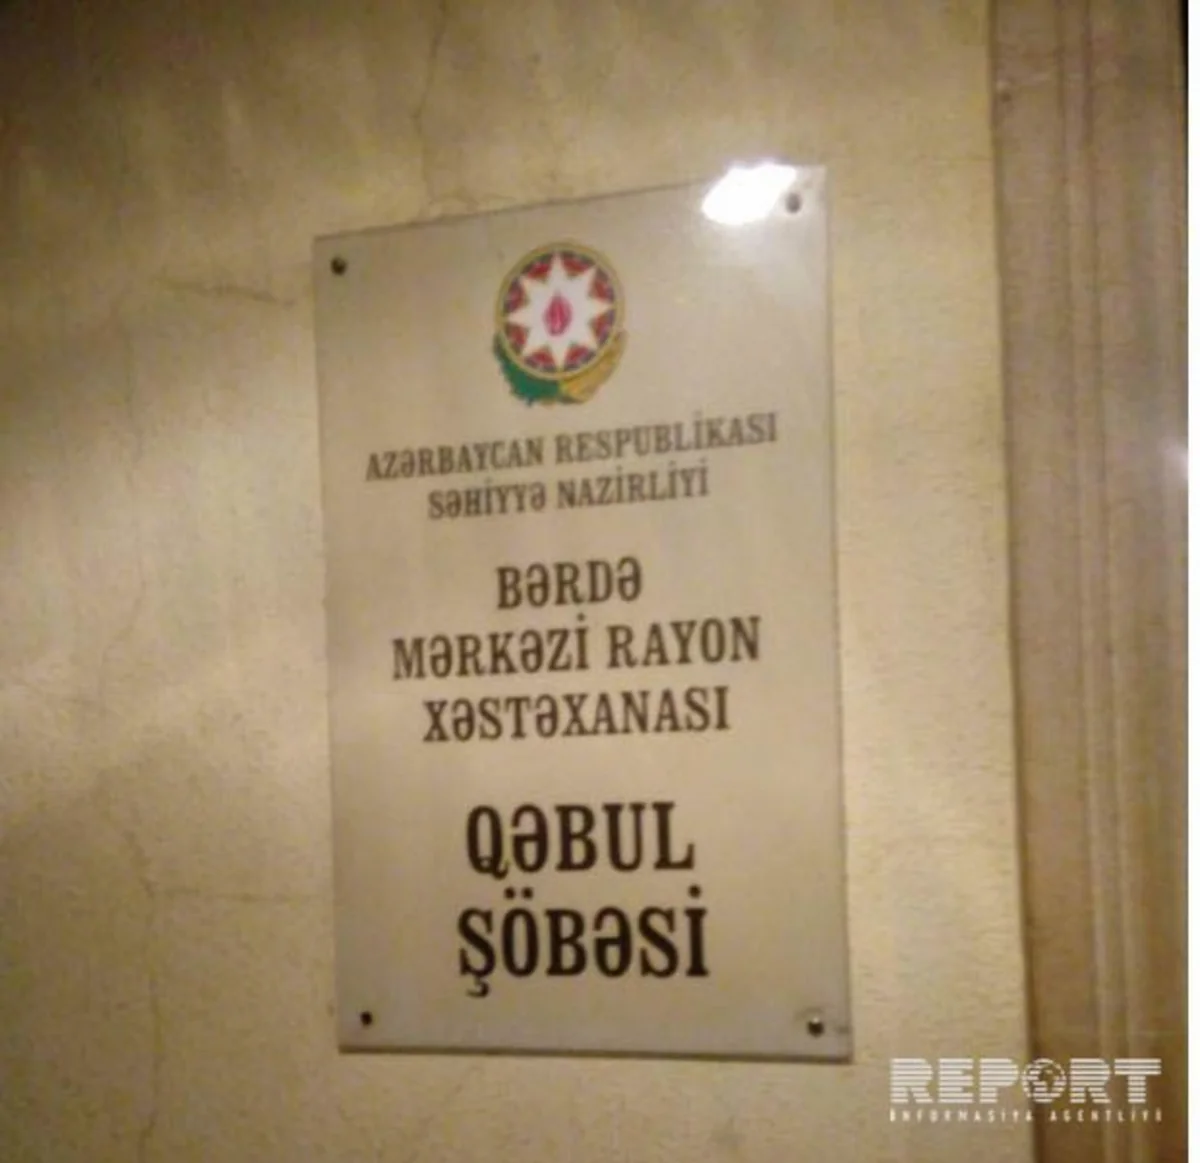 AZƏRBAYCAN RESPUBLİKASI
SƏHİYYƏ NAZİRLİYİ
BƏRDƏ
MƏRKƏZİ RAYON
XƏSTƏXANASI
QƏBUL
ŞÖBƏSİ
REPORT
İNFORMASİYA AGENTLİYİ